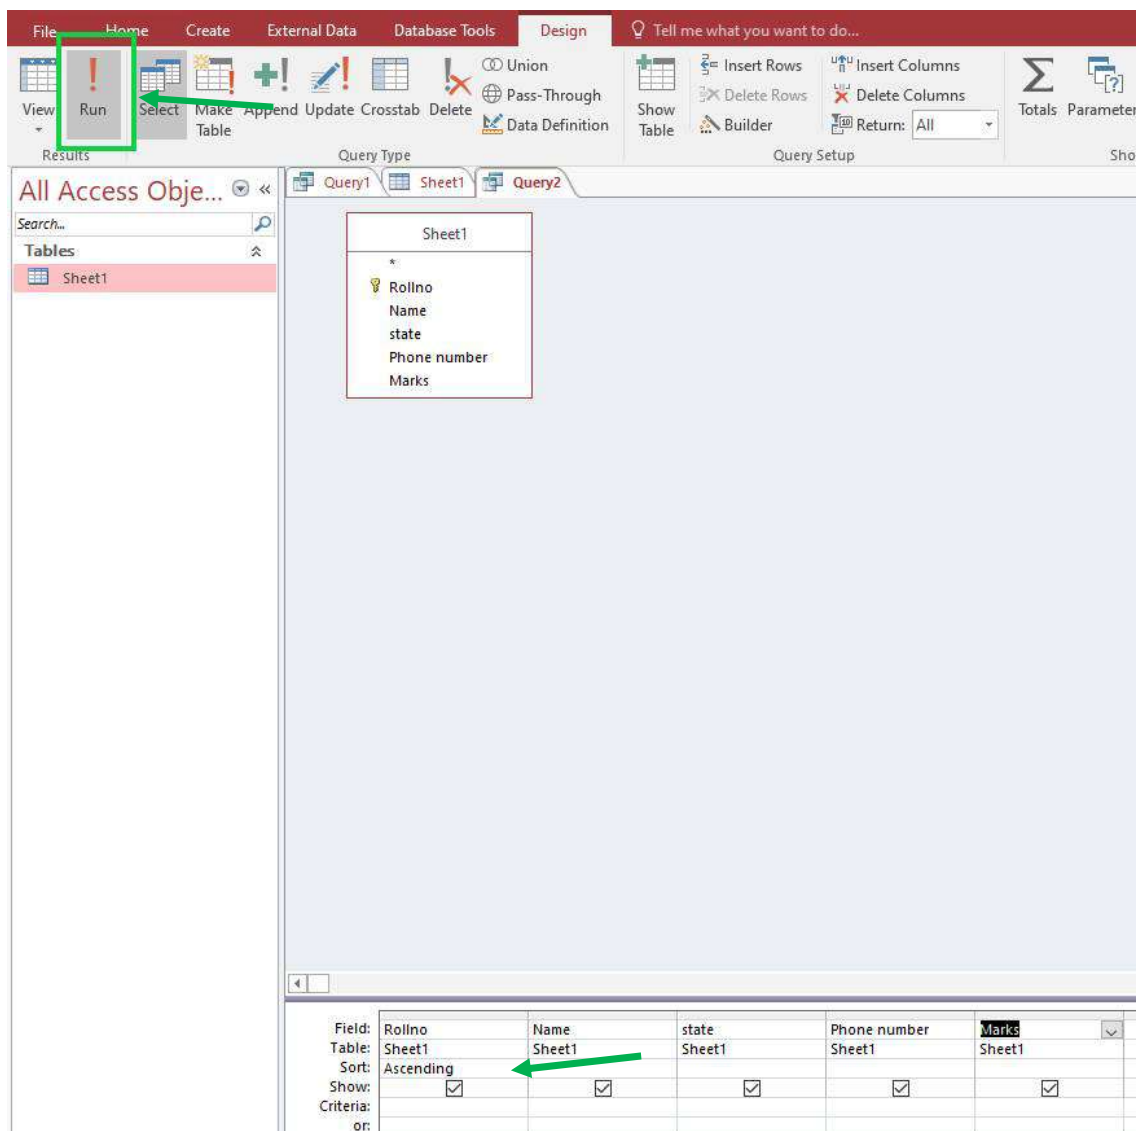 File Home Create External Data Database Tools Design Tell me what you want to do...
View Run Select Make Table Append Update Crosstab Delete
Union
Pass-Through
Data Definition
Show Table
Insert Rows
Delete Rows
Builder
Insert Columns
Delete Columns
Return: All
Totals Parameter
Results Query Type Query Setup Sho
All Access Obje... «
Search...
Tables
Sheet1
Query1 Sheet1 Query2
Sheet1
*
Rollno
Name
state
Phone number
Marks
Field: Rollno Name state Phone number Marks
Table: Sheet1 Sheet1 Sheet1 Sheet1 Sheet1
Sort: Ascending
Show:
Criteria:
or: